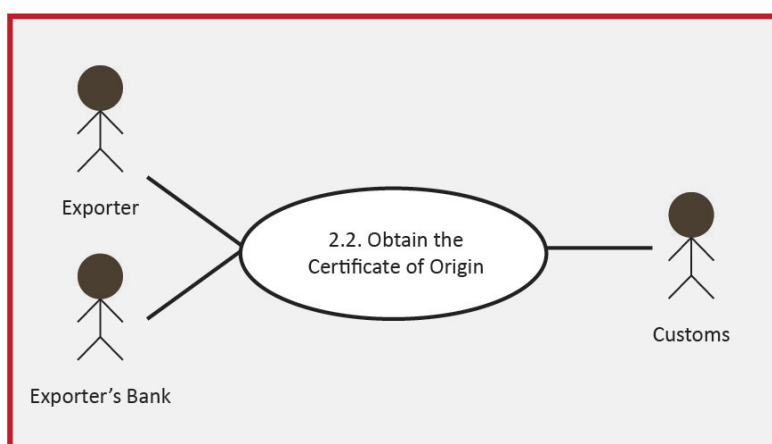 Exporter
2.2. Obtain the
Certificate of Origin
Customs
Exporter’s Bank